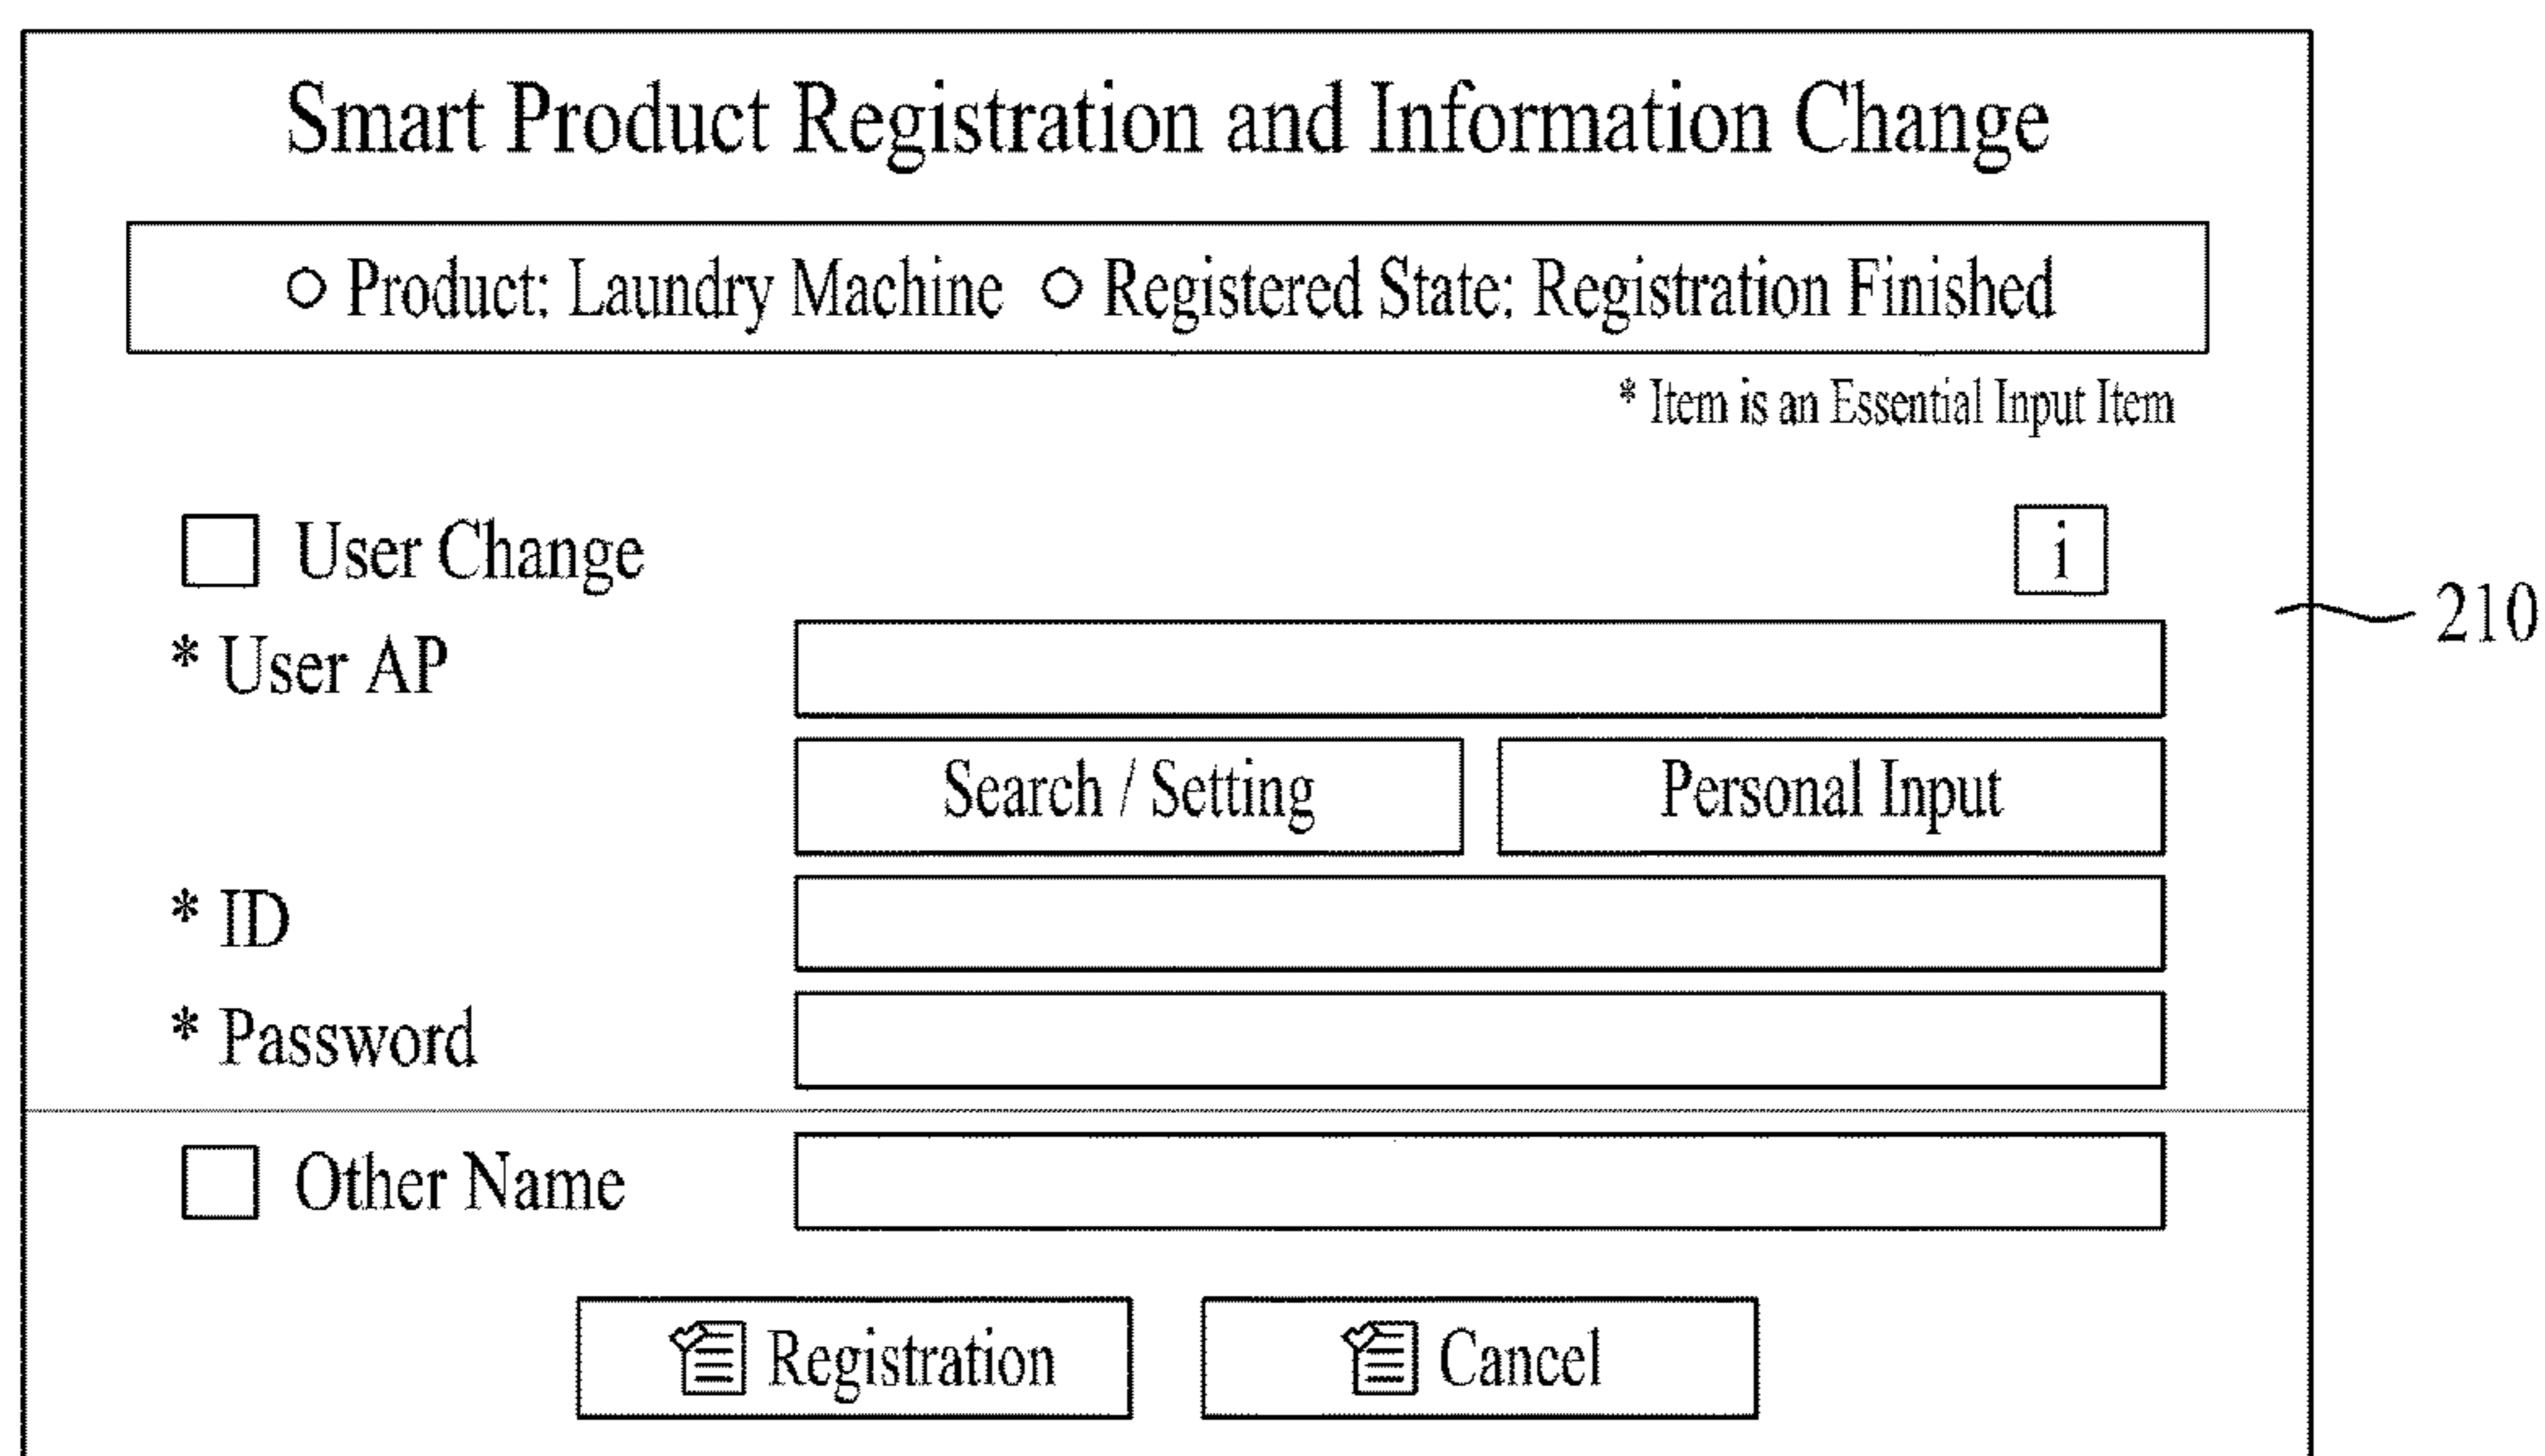 Smart Product Registration and Information Change
○ Product: Laundry Machine ○ Registered State: Registration Finished
* Item is an Essential Input Item
User Change i
210
* User AP
Search / Setting Personal Input
* ID
* Password
Other Name
Registration Cancel